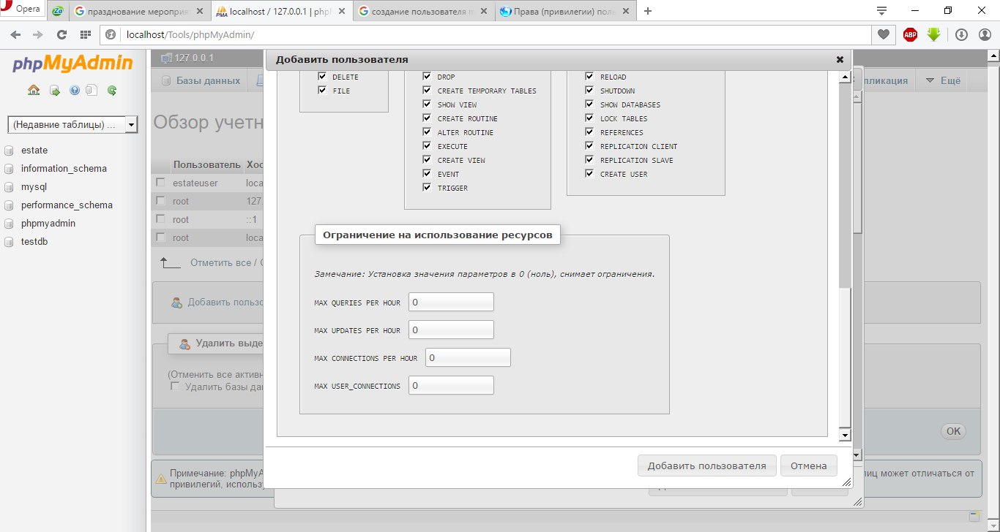 Opera
празднование мероприя
localhost / 127.0.0.1 | php
создание пользователя m
Права (привилегии) поль
localhost/Tools/phpMyAdmin/
ABP
phpMyAdmin
(Недавние таблицы) ...
estate
information_schema
mysql
performance_schema
phpmyadmin
testdb
127.0.0.1
Базы данных
пликация
Ещё
Обзор учетн
Пользователь Хос
estateuser loca
root 127.
root ::1
root loca
Отметить все /
Добавить пользо
Удалить выде
(Отменить все активн
Удалить базы да
OK
Примечание: phpMyA
лиц может отличаться от
привилегий, использу
Добавить пользователя
DELETE
FILE
DROP
CREATE TEMPORARY TABLES
SHOW VIEW
CREATE ROUTINE
ALTER ROUTINE
EXECUTE
CREATE VIEW
EVENT
TRIGGER
RELOAD
SHUTDOWN
SHOW DATABASES
LOCK TABLES
REFERENCES
REPLICATION CLIENT
REPLICATION SLAVE
CREATE USER
Ограничение на использование ресурсов
Замечание: Установка значения параметров в 0 (ноль), снимает ограничения.
MAX QUERIES PER HOUR 0
MAX UPDATES PER HOUR 0
MAX CONNECTIONS PER HOUR 0
MAX USER_CONNECTIONS 0
Добавить пользователя
Отмена